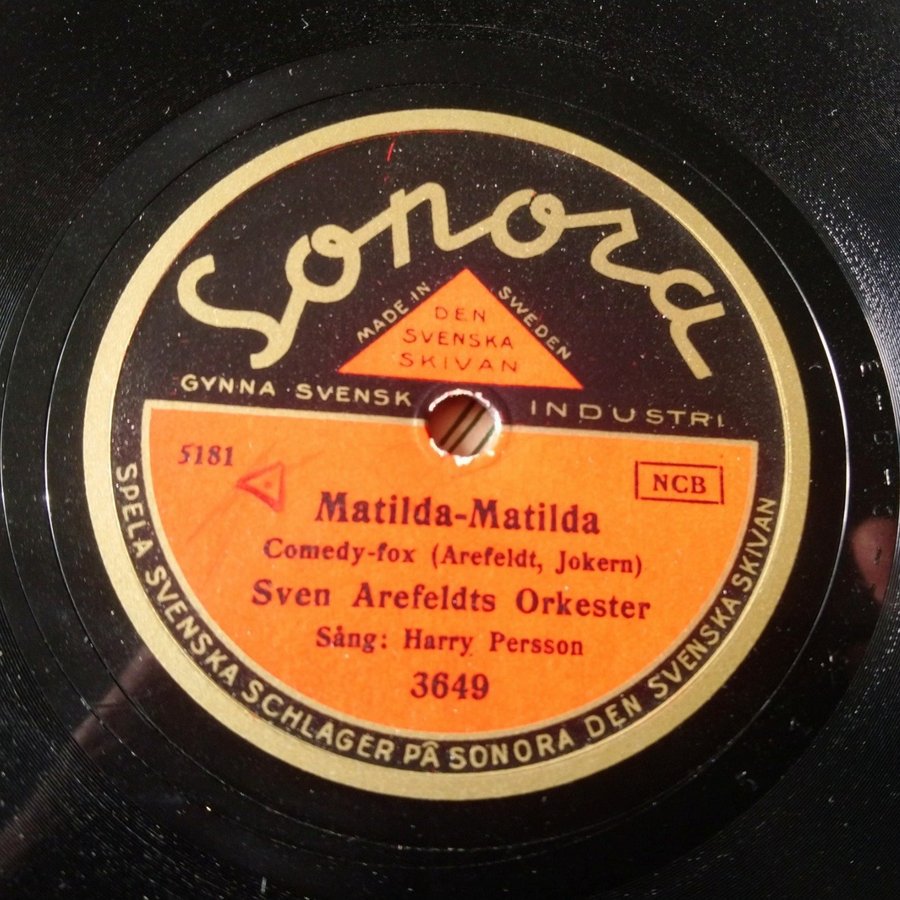 Sonora
MADE IN SWEDEN
DEN
SVENSKA
SKIVAN
GYNNA · SVENSK INDUSTRI
5181
NCB
Matilda-Matilda
Comedy-fox (Arefeldt, Jokern)
Sven Arefeldts Orkester
Sång: Harry Persson
3649
SPELA SVENSKA SCHLAGER PÅ SONORA DEN SVENSKA SKIVAN